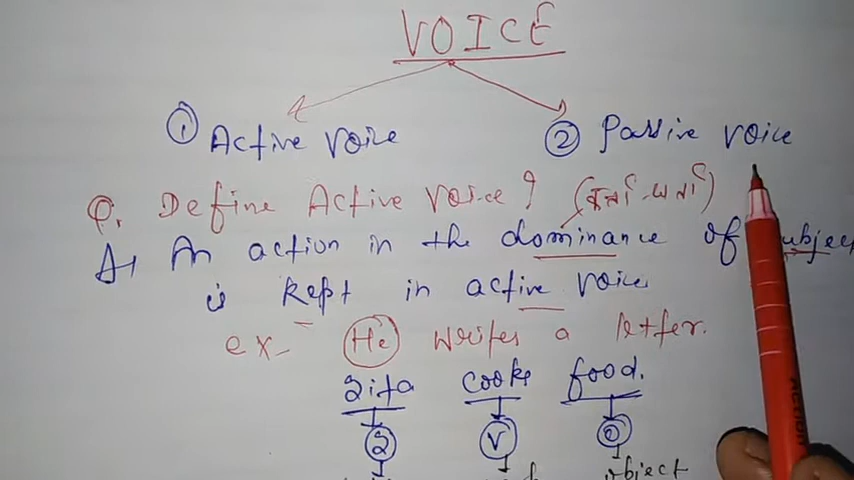 VOICE
① Active Voice ② Passive Voice
Q. Define Active Voice?
A→ An action in the dominance of subject
is kept in active voice
ex- He writes a letter.
Sita cooks food.
S V O
object